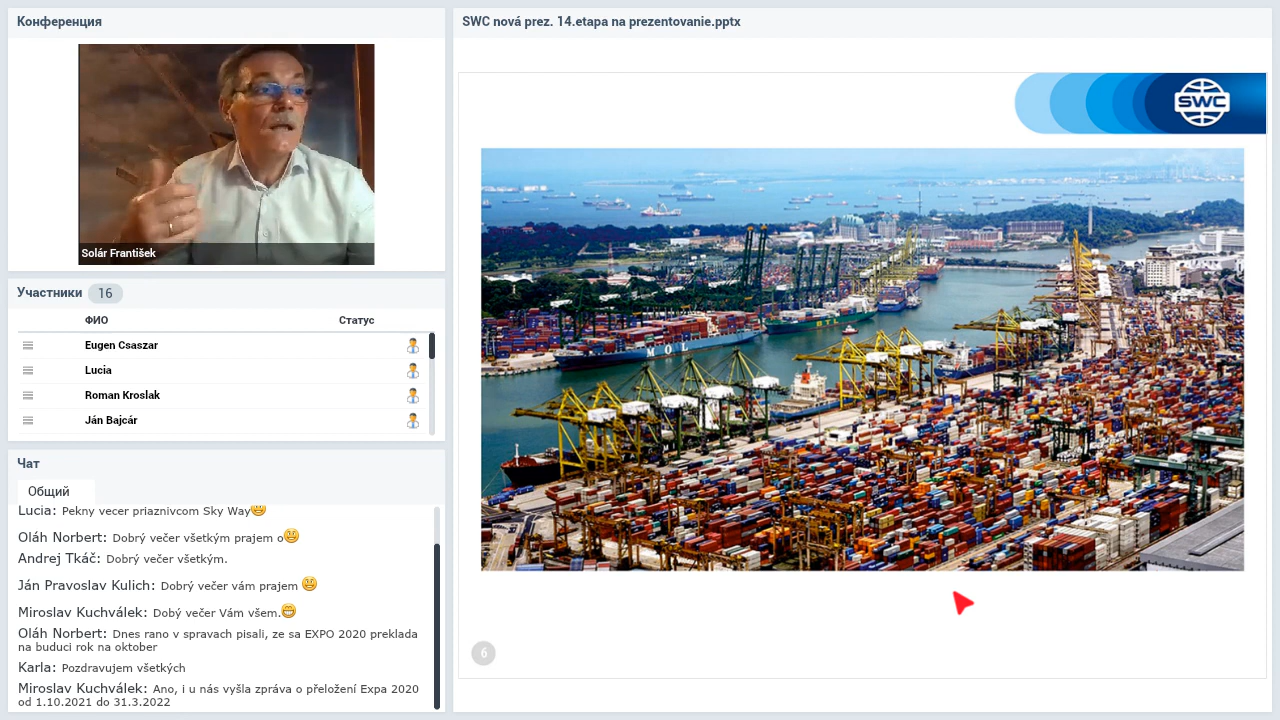 Конференция
Solár František
Участники 16
ФИО Статус
Eugen Csaszar
Lucia
Roman Kroslak
Ján Bajcár
Чат
Общий
Lucia: Pekny vecer priaznivcom Sky Way
Oláh Norbert: Dobrý večer všetkým prajem o
Andrej Tkáč: Dobrý večer všetkým.
Ján Pravoslav Kulich: Dobrý večer vám prajem
Miroslav Kuchválek: Dobý večer Vám všem.
Oláh Norbert: Dnes rano v spravach pisali, ze sa EXPO 2020 preklada
na buduci rok na oktober
Karla: Pozdravujem všetkých
Miroslav Kuchválek: Ano, i u nás vyšla zpráva o přeložení Expa 2020
od 1.10.2021 do 31.3.2022
SWC nová prez. 14.etapa na prezentovanie.pptx
SWC
MOL
6